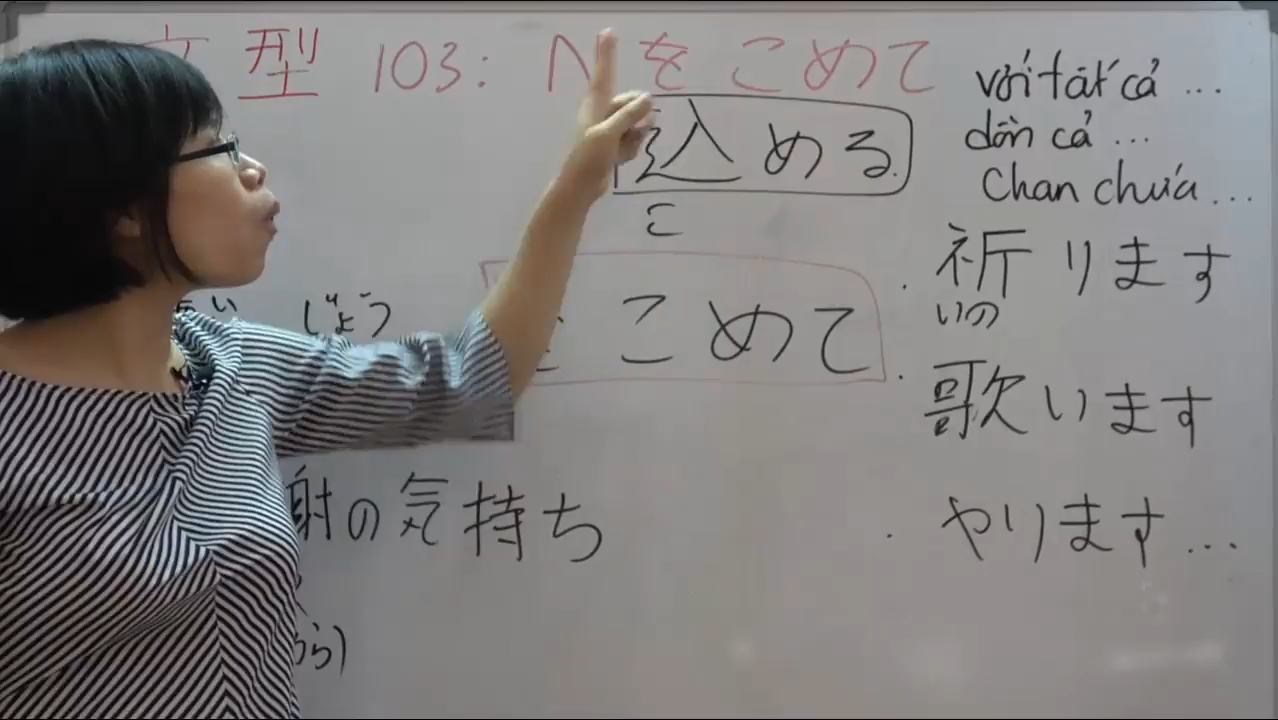 型 103: Nをこめて
込める
こ
với tất cả ...
dồn cả ...
Chan chứa ...
じょう
こめて
・祈ります
いの
・歌います
射の気持ち
・やります...